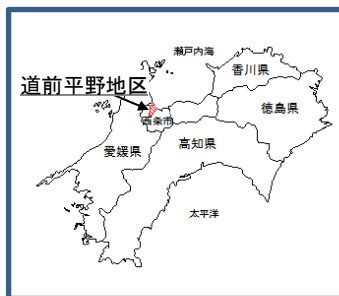 瀬戸内海
香川県
道前平野地区
徳島県
西条市
高知県
愛媛県
太平洋